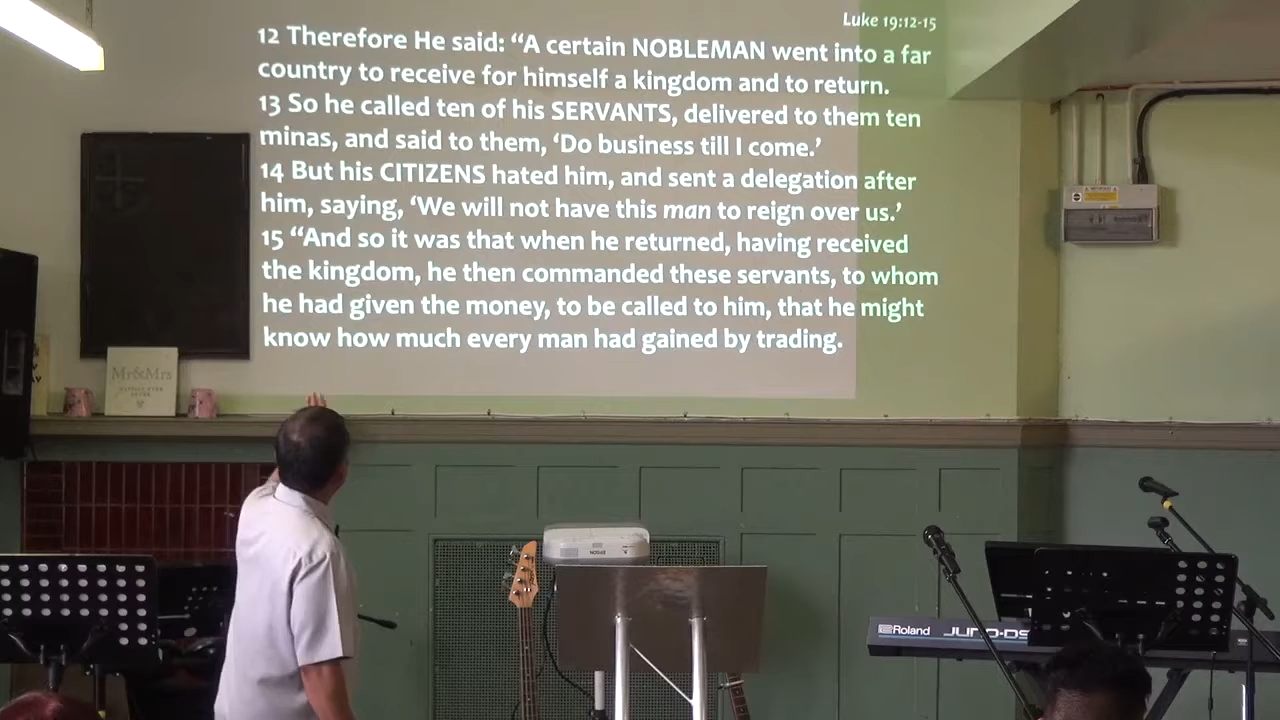 Luke 19:12-15
12 Therefore He said: “A certain NOBLEMAN went into a far
country to receive for himself a kingdom and to return.
13 So he called ten of his SERVANTS, delivered to them ten
minas, and said to them, ‘Do business till I come.’
14 But his CITIZENS hated him, and sent a delegation after
him, saying, ‘We will not have this man to reign over us.’
15 “And so it was that when he returned, having received
the kingdom, he then commanded these servants, to whom
he had given the money, to be called to him, that he might
know how much every man had gained by trading.
Mr&Mrs
EPSON
Roland JUNO-DS